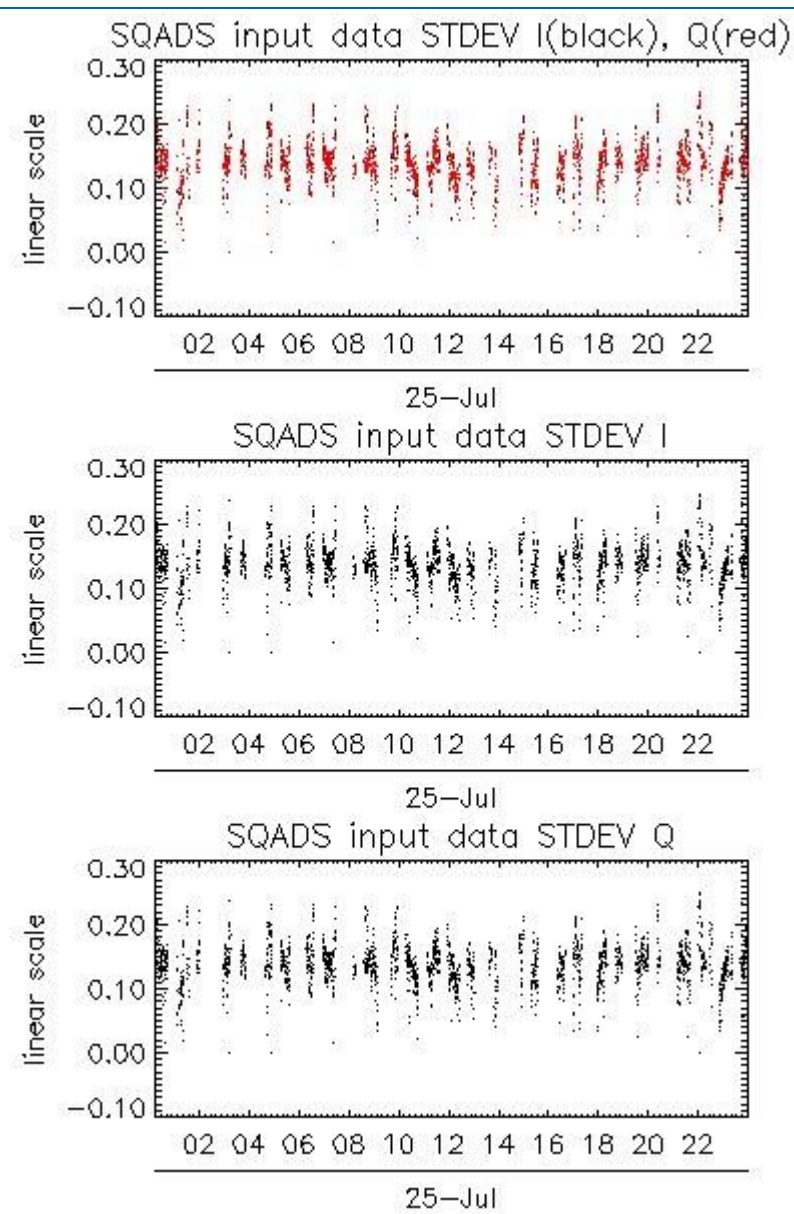 SQADS input data STDEV I(black), Q(red)
0.30
0.20
0.10
0.00
−0.10
linear scale
02 04 06 08 10 12 14 16 18 20 22
25−Jul
SQADS input data STDEV I
0.30
0.20
0.10
0.00
−0.10
linear scale
02 04 06 08 10 12 14 16 18 20 22
25−Jul
SQADS input data STDEV Q
0.30
0.20
0.10
0.00
−0.10
linear scale
02 04 06 08 10 12 14 16 18 20 22
25−Jul